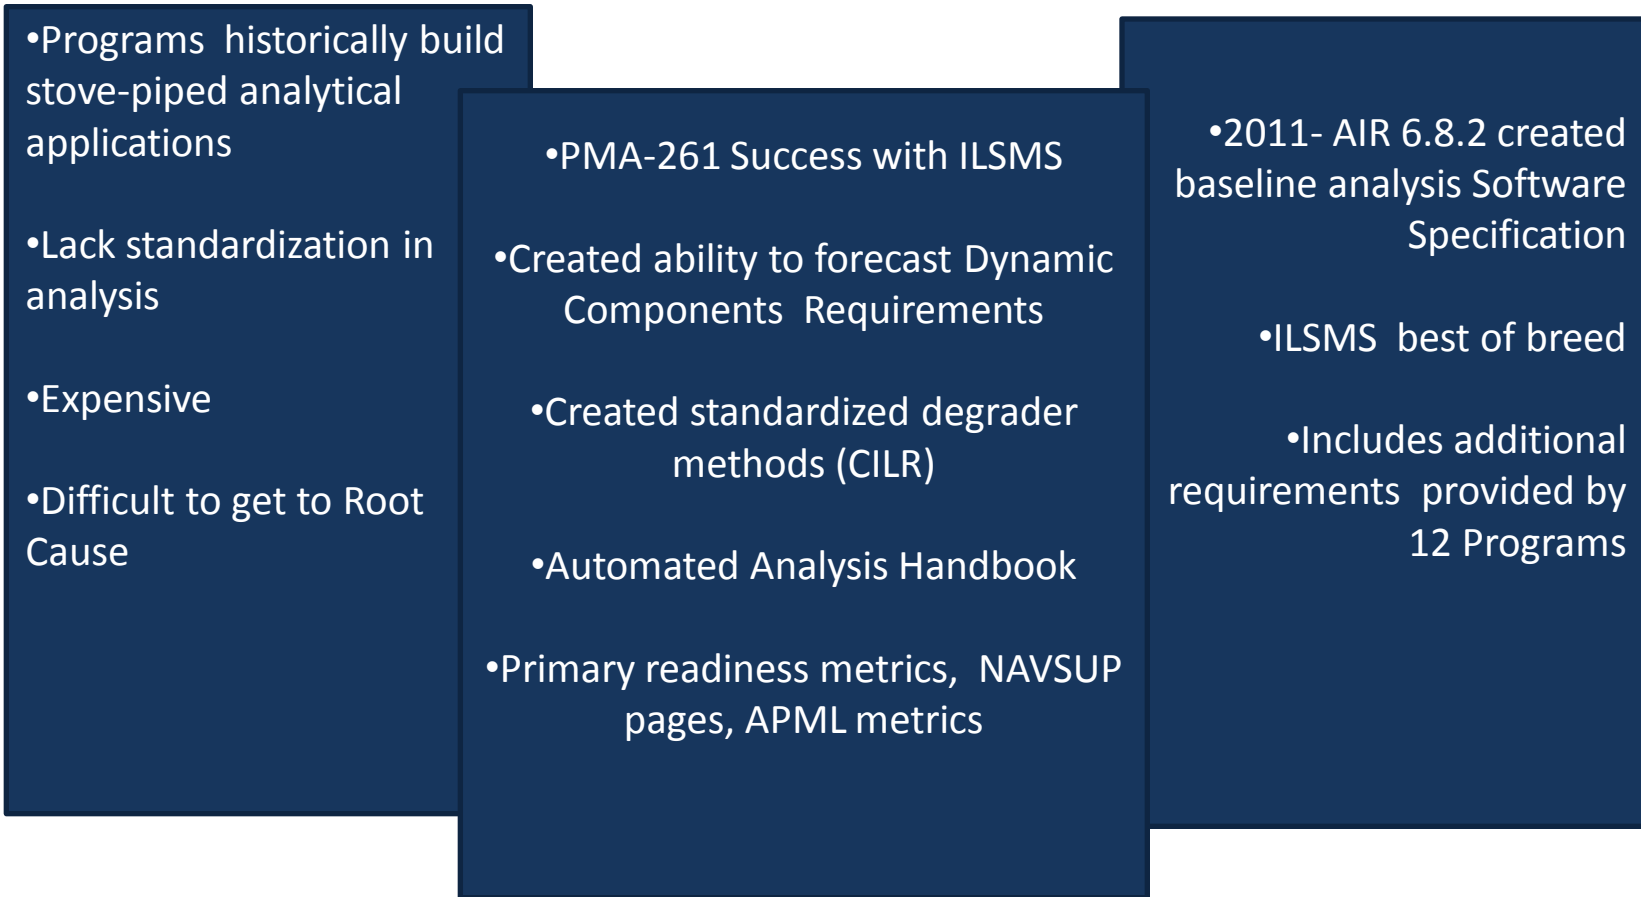 •Programs historically build
stove-piped analytical
applications
•Lack standardization in
analysis
•Expensive
•Difficult to get to Root
Cause
•PMA-261 Success with ILSMS
•Created ability to forecast Dynamic
Components Requirements
•Created standardized degrader
methods (CILR)
•Automated Analysis Handbook
•Primary readiness metrics, NAVSUP
pages, APML metrics
•2011- AIR 6.8.2 created
baseline analysis Software
Specification
•ILSMS best of breed
•Includes additional
requirements provided by
12 Programs